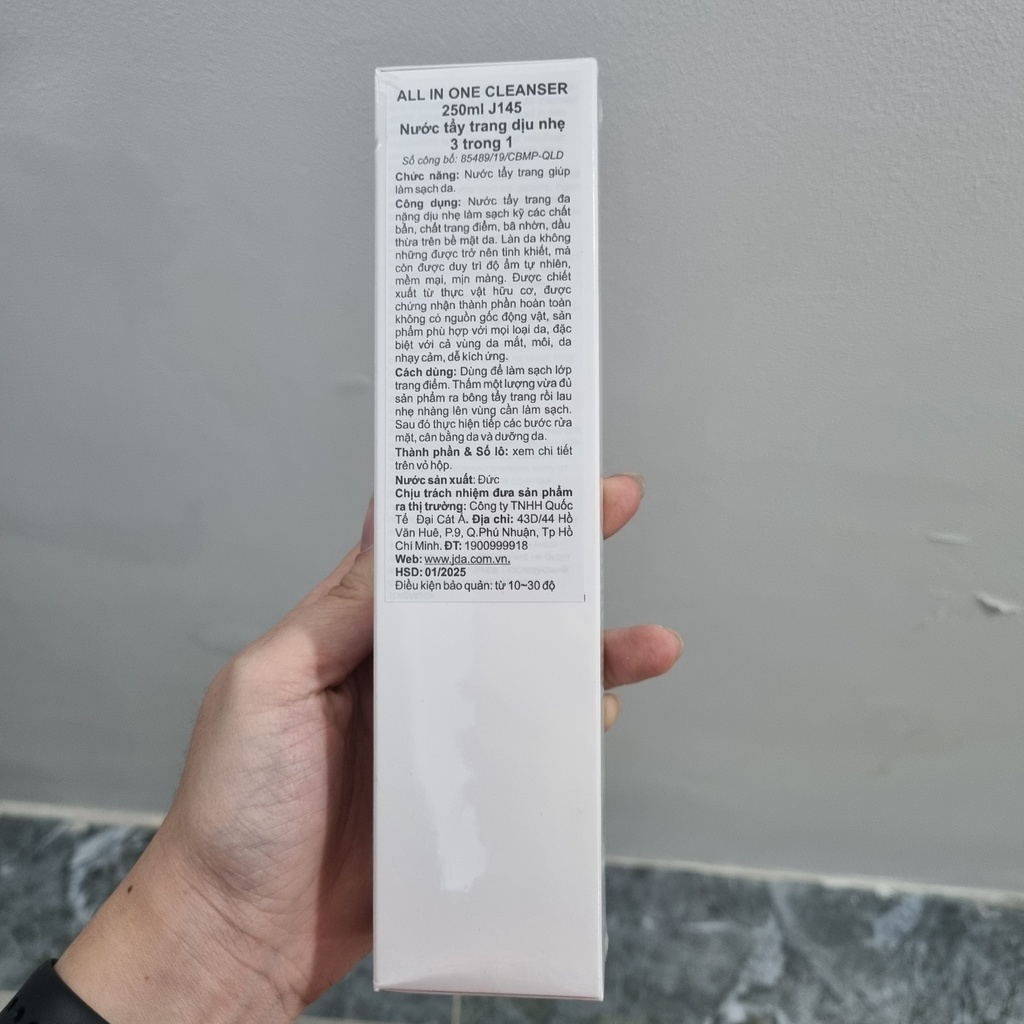 ALL IN ONE CLEANSER
250ml J145
Nước tẩy trang dịu nhẹ
3 trong 1
Số công bố: 85489/19/CBMP-QLD
Chức năng: Nước tẩy trang giúp
làm sạch da.
Công dụng: Nước tẩy trang đa
năng dịu nhẹ làm sạch kỹ các chất
bẩn, chất trang điểm, bã nhờn, dầu
thừa trên bề mặt da. Làn da không
những được trở nên tinh khiết, mà
còn được duy trì độ ẩm tự nhiên,
mềm mại, mịn màng. Được chiết
xuất từ thực vật hữu cơ, được
chứng nhận thành phần hoàn toàn
không có nguồn gốc động vật, sản
phẩm phù hợp với mọi loại da, đặc
biệt với cả vùng da mắt, môi, da
nhạy cảm, dễ kích ứng.
Cách dùng: Dùng để làm sạch lớp
trang điểm. Thấm một lượng vừa đủ
sản phẩm ra bông tẩy trang rồi lau
nhẹ nhàng lên vùng cần làm sạch.
Sau đó thực hiện tiếp các bước rửa
mặt, cân bằng da và dưỡng da.
Thành phần & Số lô: xem chi tiết
trên vỏ hộp.
Nước sản xuất: Đức
Chịu trách nhiệm đưa sản phẩm
ra thị trường: Công ty TNHH Quốc
Tế Đại Cát Á. Địa chỉ: 43D/44 Hồ
Văn Huê, P.9, Q.Phú Nhuận, Tp Hồ
Chí Minh. ĐT: 1900999918
Web: www.jda.com.vn.
HSD: 01/2025
Điều kiện bảo quản: từ 10~30 độ